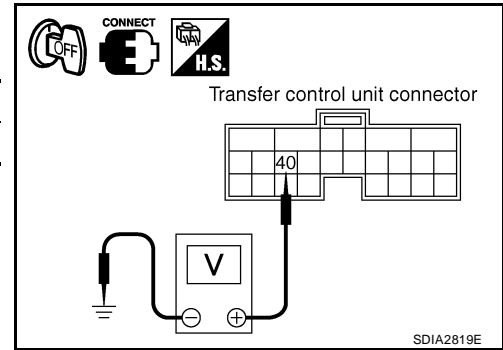 CONNECT
OFF
H.S.
Transfer control unit connector
40
V
− +
SDIA2819E